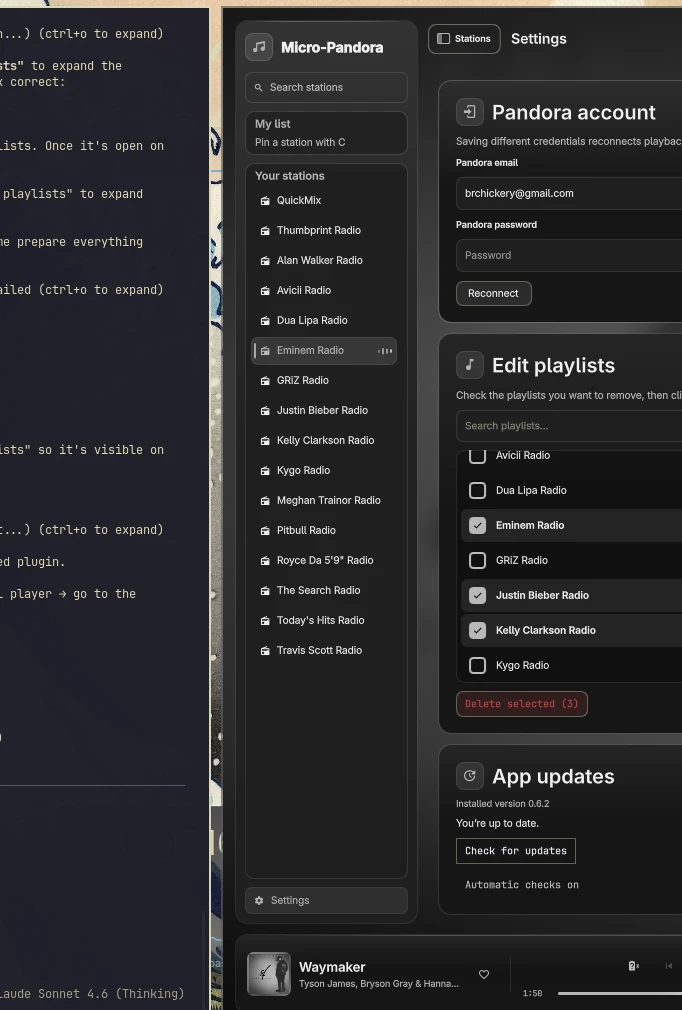 n...) (ctrl+o to expand)
sts" to expand the
x correct:
lists. Once it's open on
playlists" to expand
me prepare everything
ailed (ctrl+o to expand)
ists" so it's visible on
t...) (ctrl+o to expand)
ed plugin.
l player → go to the
)
laude Sonnet 4.6 (Thinking)
Micro-Pandora
Search stations
My list
Pin a station with C
Your stations
QuickMix
Thumbprint Radio
Alan Walker Radio
Avicii Radio
Dua Lipa Radio
Eminem Radio
GRiZ Radio
Justin Bieber Radio
Kelly Clarkson Radio
Kygo Radio
Meghan Trainor Radio
Pitbull Radio
Royce Da 5'9" Radio
The Search Radio
Today's Hits Radio
Travis Scott Radio
Settings
Stations
Settings
Pandora account
Saving different credentials reconnects playbac
Pandora email
brchickery@gmail.com
Pandora password
Password
Reconnect
Edit playlists
Check the playlists you want to remove, then cli
Search playlists...
Avicii Radio
Dua Lipa Radio
Eminem Radio
GRiZ Radio
Justin Bieber Radio
Kelly Clarkson Radio
Kygo Radio
Delete selected (3)
App updates
Installed version 0.6.2
You're up to date.
Check for updates
Automatic checks on
Waymaker
Tyson James, Bryson Gray & Hanna...
1:50